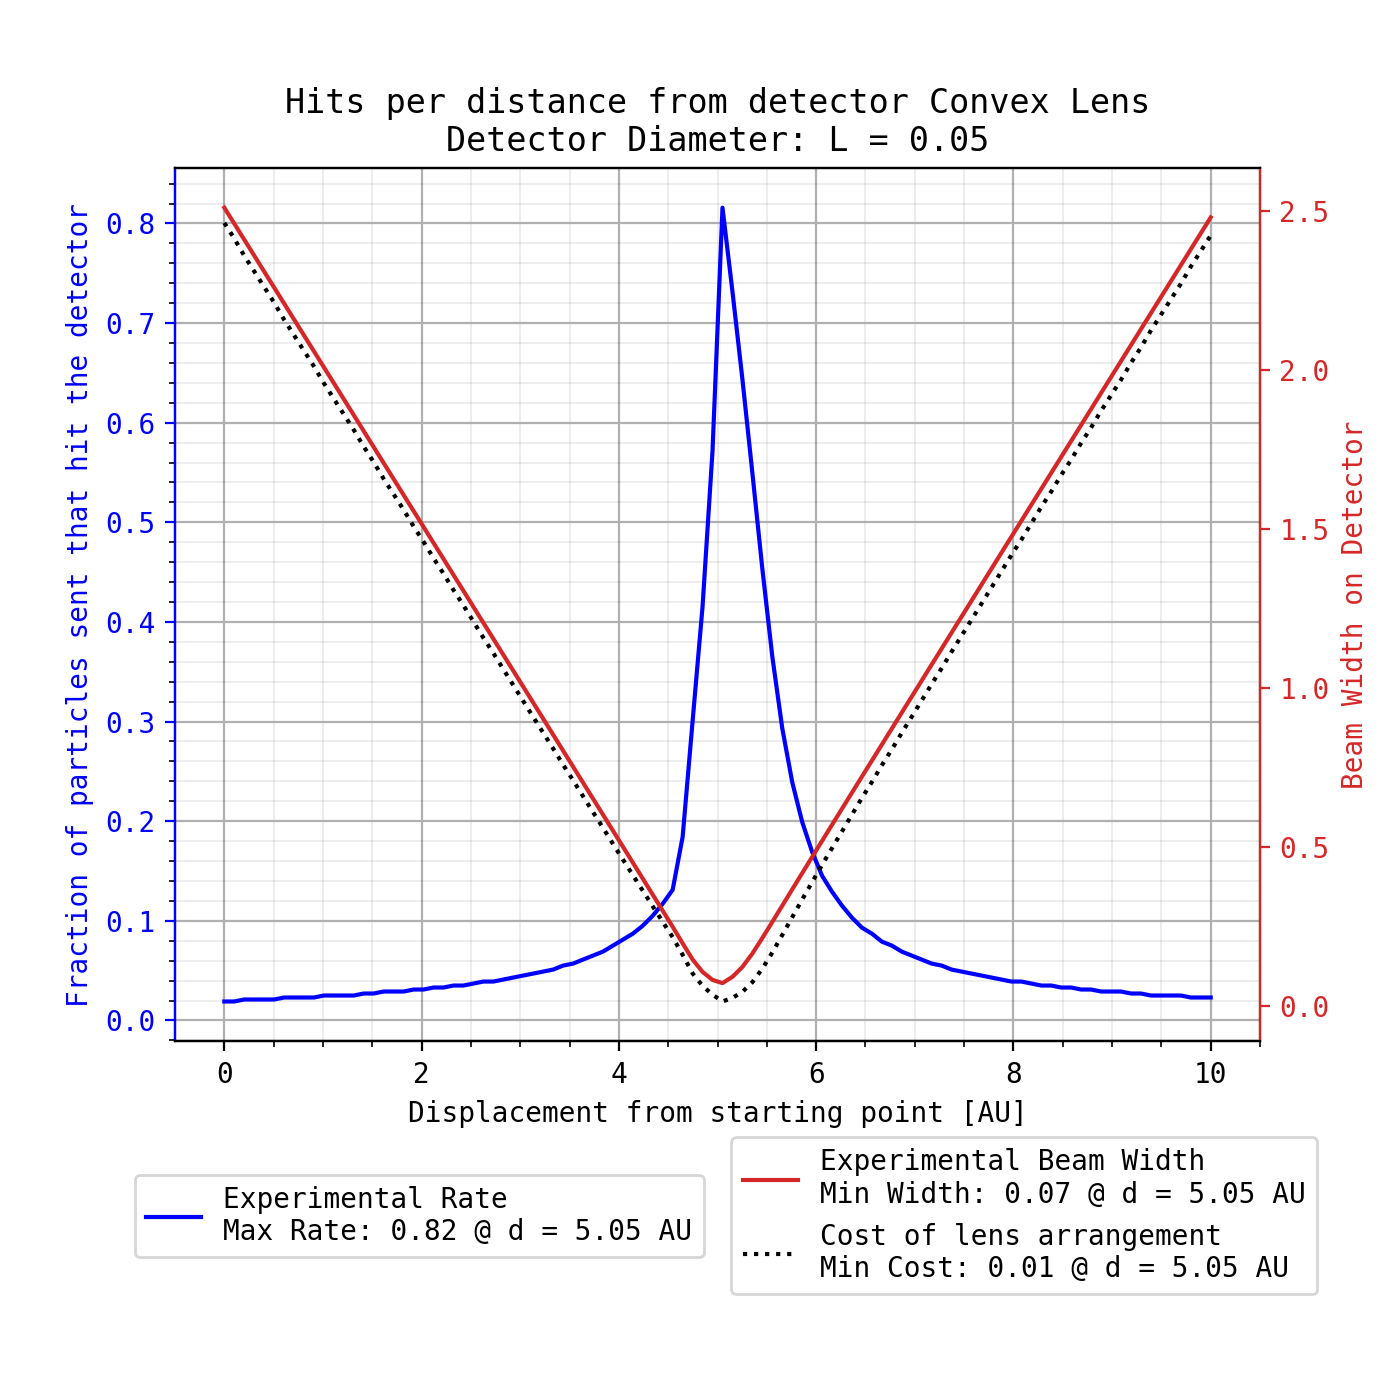 Hits per distance from detector Convex Lens
Detector Diameter: L = 0.05
Fraction of particles sent that hit the detector
0.8
0.7
0.6
0.5
0.4
0.3
0.2
0.1
0.0
2.5
2.0
1.5
1.0
0.5
0.0
Beam Width on Detector
0 2 4 6 8 10
Displacement from starting point [AU]
Experimental Rate
Max Rate: 0.82 @ d = 5.05 AU
Experimental Beam Width
Min Width: 0.07 @ d = 5.05 AU
Cost of lens arrangement
Min Cost: 0.01 @ d = 5.05 AU